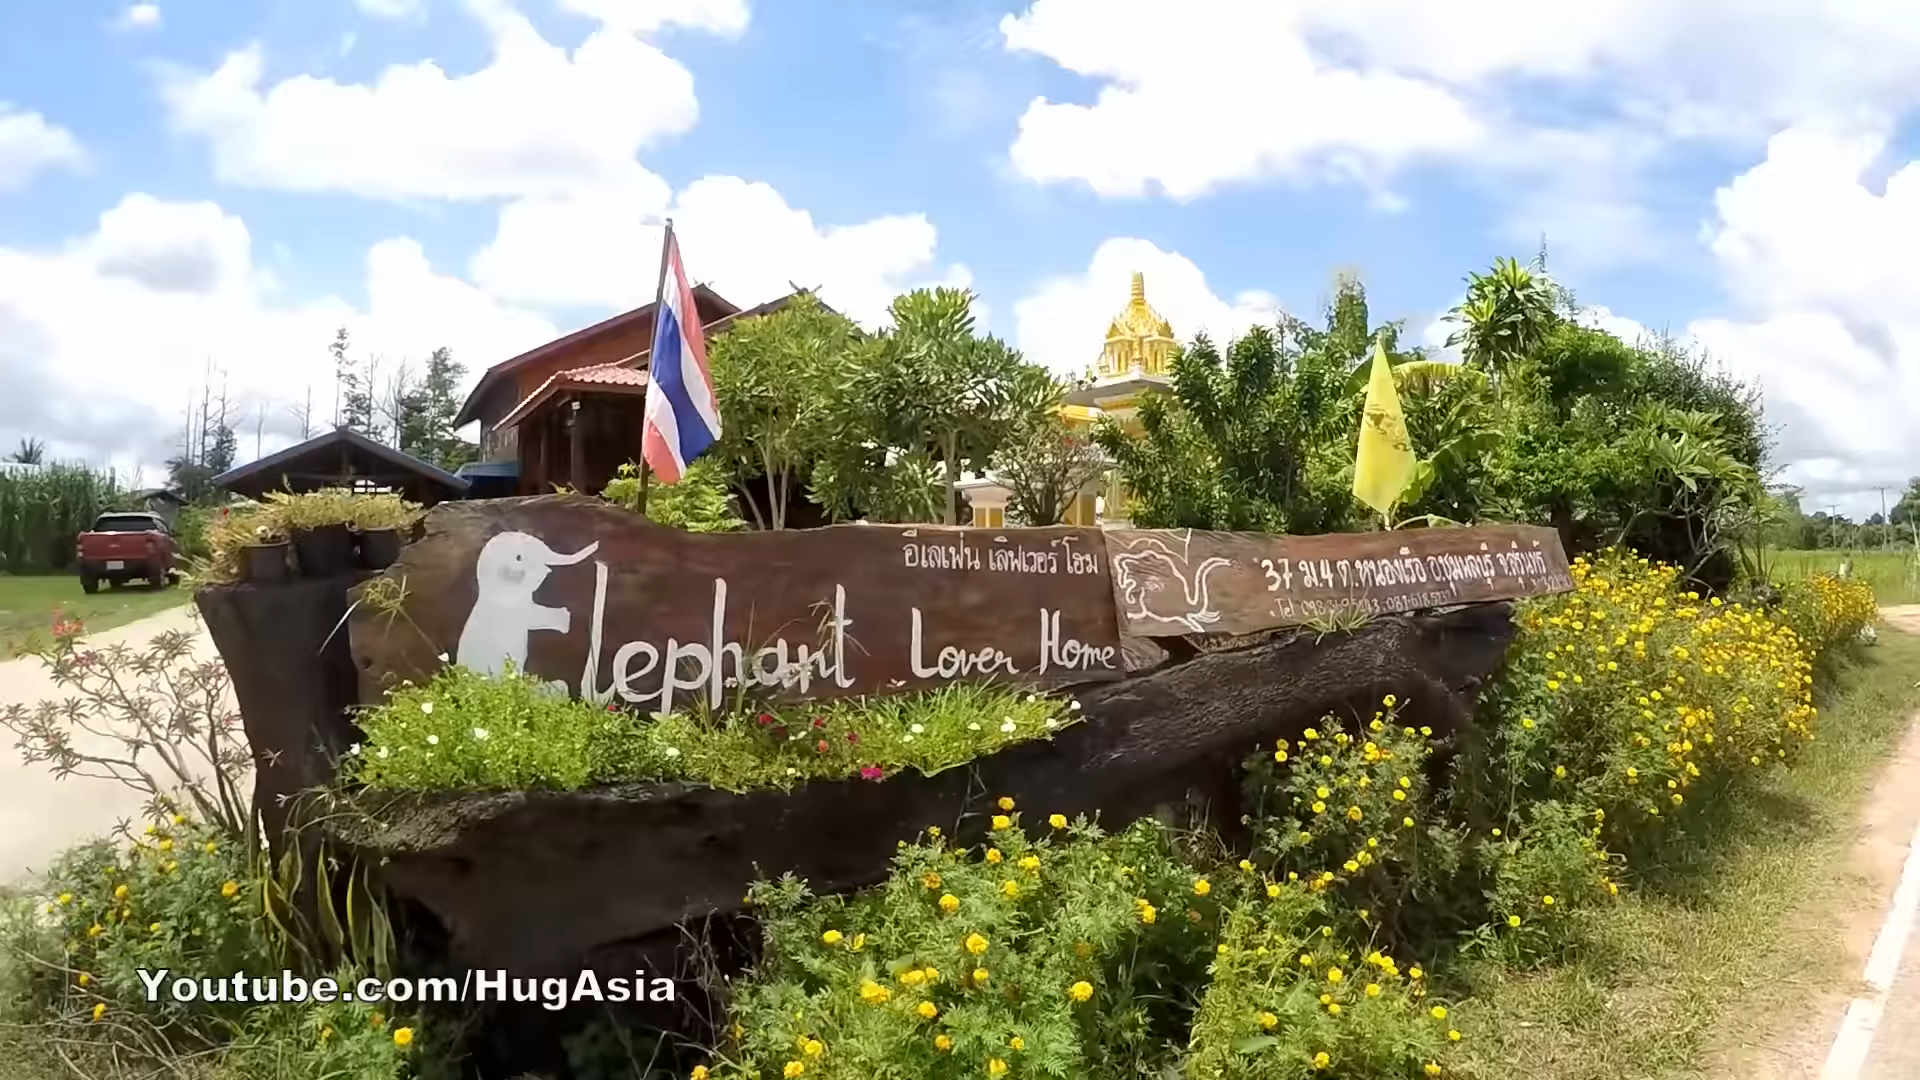 อีเลเฟ่น เลิฟเวอร์ โฮม
Elephant Lover Home
37 ม.4 ต.หนองเรือ อ.ชุมพลบุรี จ.สุรินทร์
Tel
Youtube.com/HugAsia